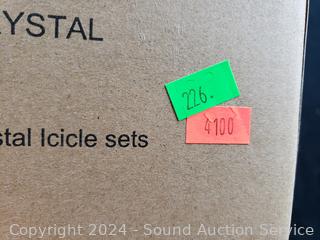 YSTAL
226.
4100
stal Icicle sets
Copyright 2024 - Sound Auction Service